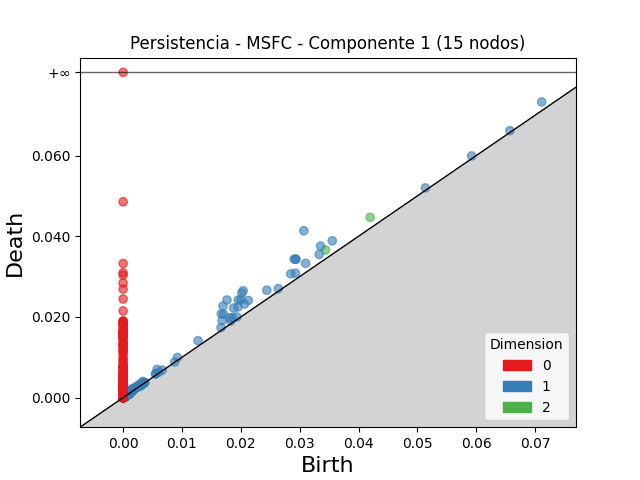 Persistencia - MSFC - Componente 1 (15 nodos)
+∞
0.060
0.040
0.020
0.000
Death
Dimension
0
1
2
0.00 0.01 0.02 0.03 0.04 0.05 0.06 0.07
Birth